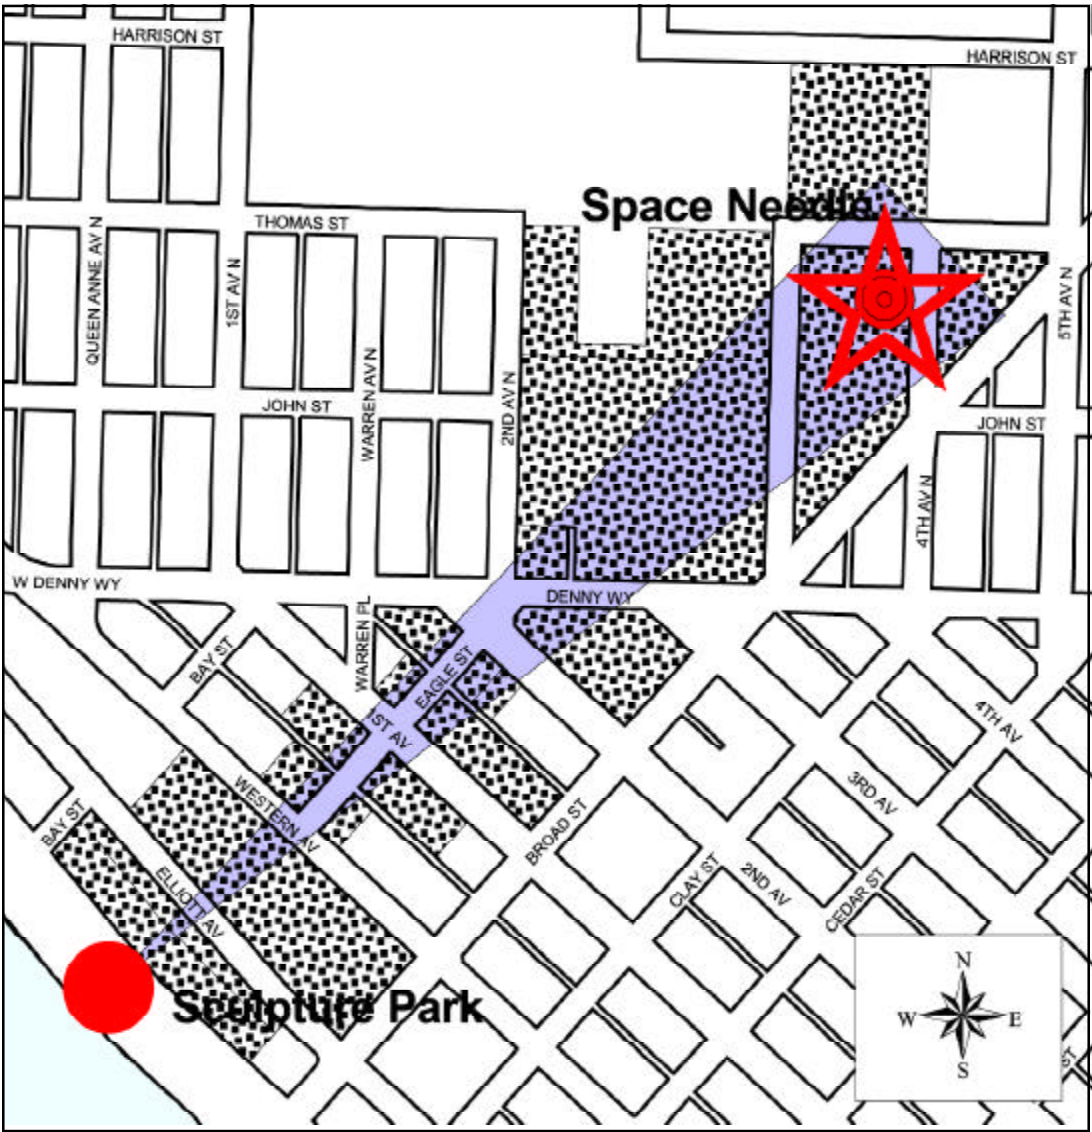 HARRISON ST
HARRISON ST
Space Needle
THOMAS ST
QUEEN ANNE AV N
1ST AV N
5TH AV N
WARREN AV N
2ND AV N
JOHN ST
JOHN ST
4TH AV N
W DENNY WY
DENNY WY
WARREN PL
BAY ST
EAGLE ST
ST AV
4TH AV
WESTERN AV
3RD AV
BAY ST
BROAD ST
ELLIOTT AV
CLAY ST
2ND AV
CEDAR ST
Sculpture Park
N
W
E
S
ST